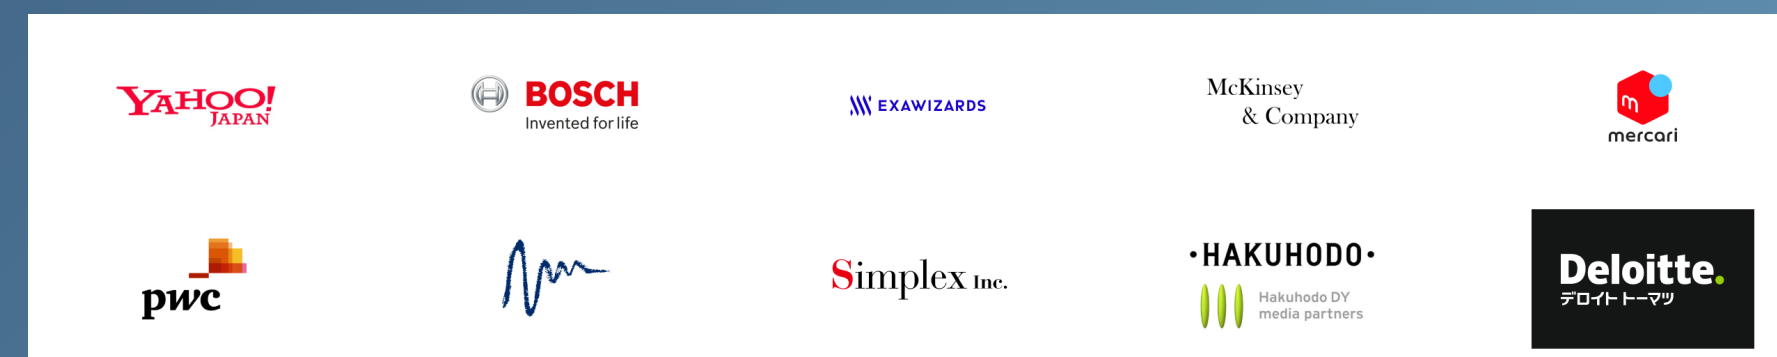 YAHOO!
JAPAN
BOSCH
Invented for life
EXAWIZARDS
McKinsey
& Company
m
mercari
pwc
Simplex Inc.
・HAKUHODO・
Hakuhodo DY
media partners
Deloitte.
デロイト トーマツ